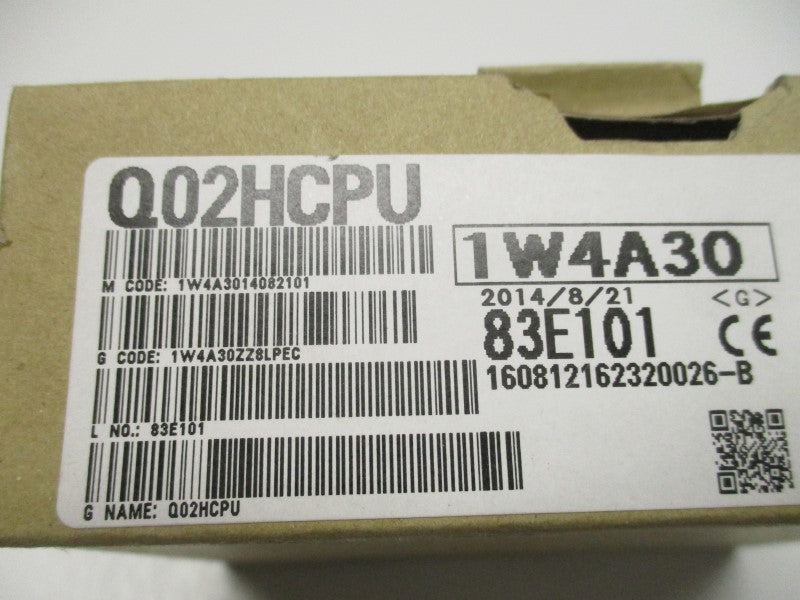 Q02HCPU
M CODE: 1W4A3014082101
G CODE: 1W4A30ZZ8LPEC
L NO.: 83E101
G NAME: Q02HCPU
1W4A30
2014/8/21 <G>
83E101 CE
160812162320026-B